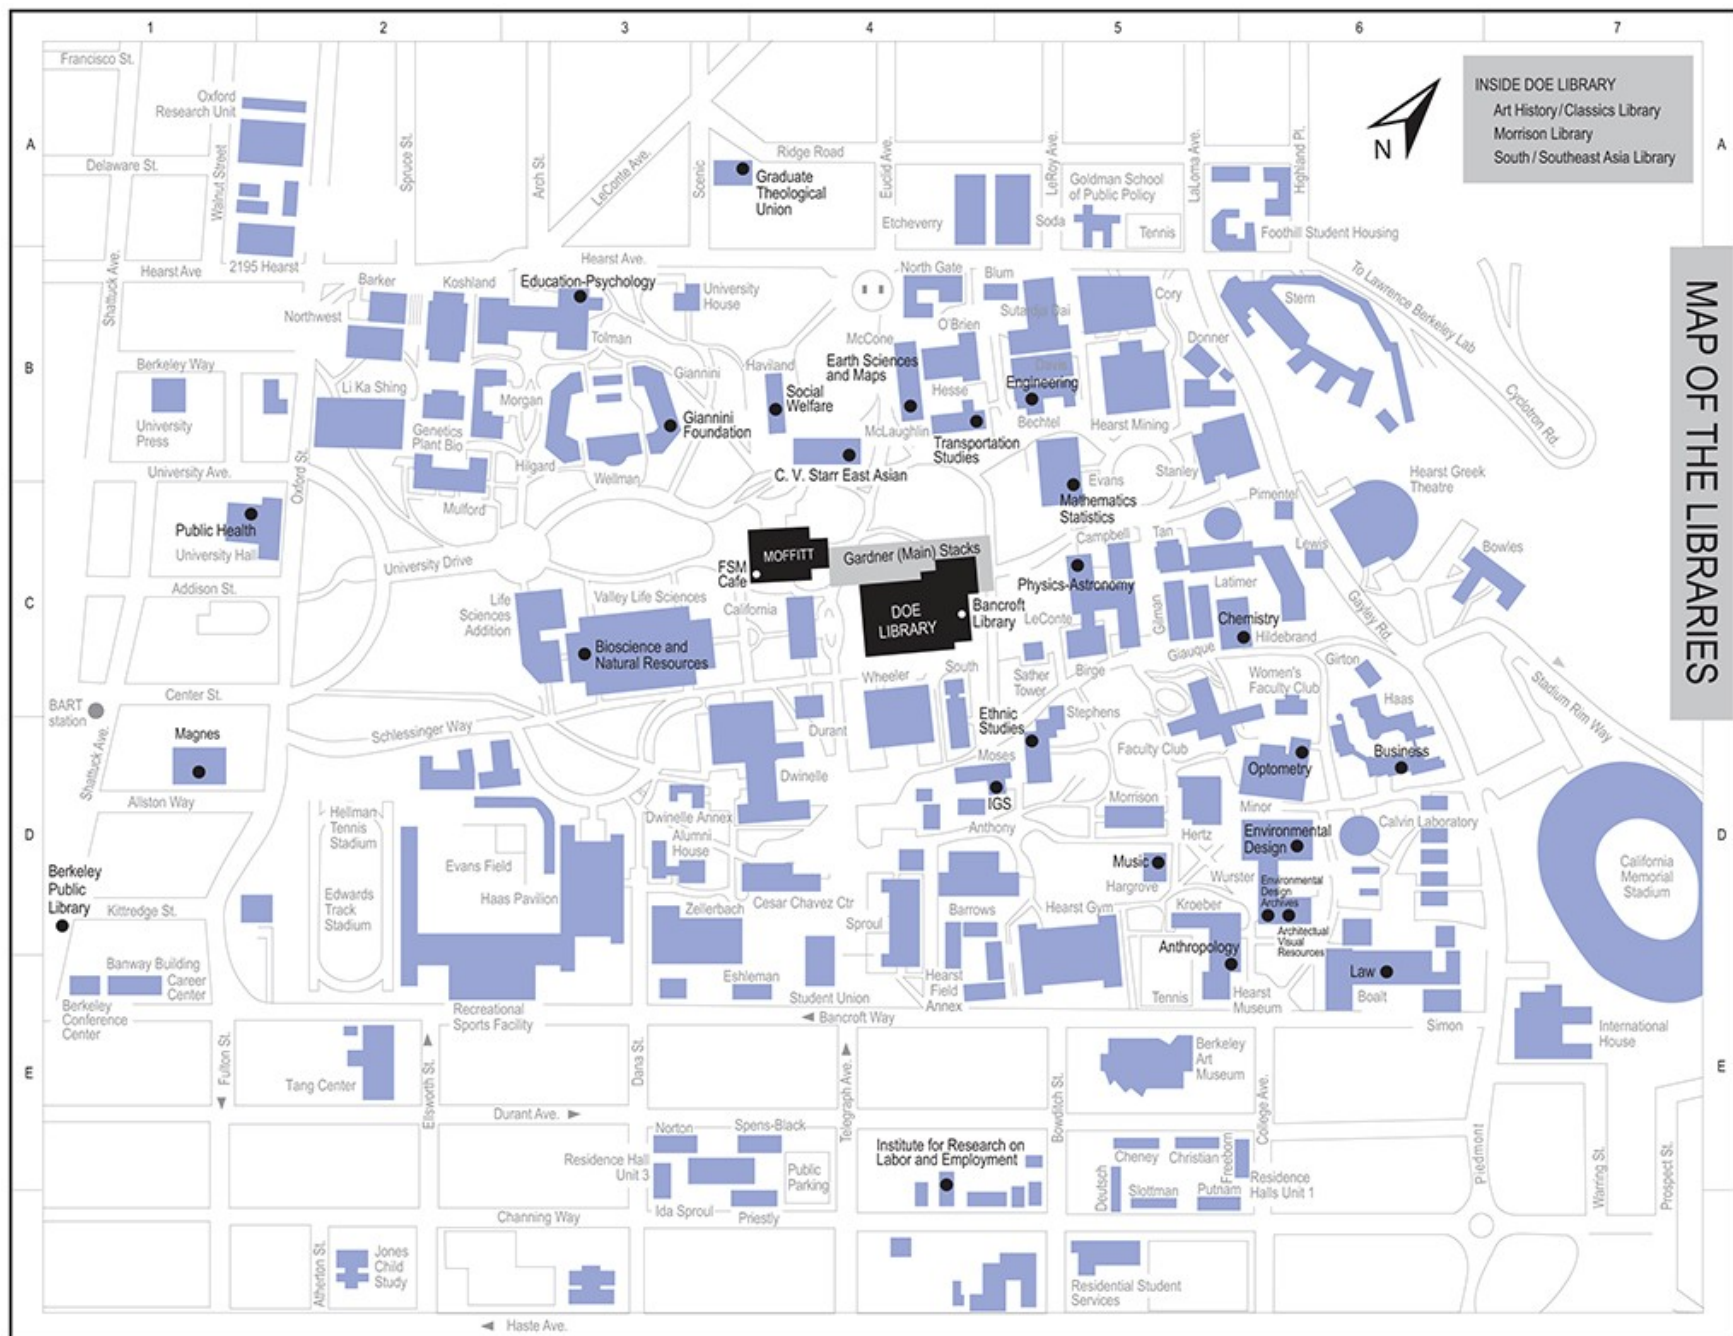 1 2 3 4 5 6 7
Francisco St.
Oxford
Research Unit
INSIDE DOE LIBRARY
Art History/Classics Library
Morrison Library
South/Southeast Asia Library
N
A
A
Delaware St.
Walnut Street
Spruce St.
Arch St.
LeConte Ave.
Scenic
Ridge Road
Euclid Ave.
LeRoy Ave.
LaLoma Ave.
Highland Pl.
Graduate
Theological
Union
Goldman School
of Public Policy
Etcheverry
Soda
Tennis
Foothill Student Housing
Shattuck Ave.
Hearst Ave
2195 Hearst
Hearst Ave.
To Lawrence Berkeley Lab
MAP OF THE LIBRARIES
Barker
Koshland
Education-Psychology
University
House
North Gate
Blum
Cory
Stern
Northwest
Tolman
O'Brien
Sutardja Dai
Donner
McCone
B
B
Berkeley Way
Li Ka Shing
Morgan
Giannini
Haviland
Earth Sciences
and Maps
Hesse
Davis
Engineering
Cyclotron Rd
University
Press
Genetics
Plant Bio
Giannini
Foundation
Social
Welfare
McLaughlin
Bechtel
Hearst Mining
Transportation
Studies
University Ave.
Oxford St.
Hilgard
Wellman
C. V. Starr East Asian
Evans
Stanley
Hearst Greek
Theatre
Mulford
Mathematics
Statistics
Pimentel
Public Health
University Hall
University Drive
MOFFITT
Gardner (Main) Stacks
Campbell
Tan
Lewis
Bowles
FSM
Cafe
Physics-Astronomy
Latimer
C
C
Addison St.
Life
Sciences
Addition
Valley Life Sciences
California
DOE
LIBRARY
Bancroft
Library
LeConte
Gilman
Chemistry
Hildebrand
Gayley Rd
Bioscience and
Natural Resources
Giauque
Center St.
BART
station
Wheeler
South
Sather
Tower
Birge
Women's
Faculty Club
Girton
Stadium Rim Way
Haas
Shattuck Ave.
Magnes
Schlessinger Way
Durant
Ethnic
Studies
Stephens
Moses
Faculty Club
Optometry
Business
Dwinelle
Allston Way
IGS
Morrison
Minor
Hellman
Tennis
Stadium
Dwinelle Annex
Alumni
House
Anthony
Hertz
Calvin Laboratory
D
D
Environmental
Design
Evans Field
Music
Hargrove
Wurster
California
Memorial
Stadium
Berkeley
Public
Library
Kittredge St.
Edwards
Track
Stadium
Haas Pavilion
Cesar Chavez Ctr
Environmental
Design
Archives
Zellerbach
Sproul
Barrows
Hearst Gym
Kroeber
Architectual
Visual
Resources
Anthropology
Banway Building
Career
Center
Berkeley
Conference
Center
Eshleman
Student Union
Hearst
Field
Annex
Tennis
Hearst
Museum
Law
Boalt
Recreational
Sports Facility
Bancroft Way
Simon
International
House
E
E
Fulton St.
Tang Center
Ellsworth St.
Dana St.
Telegraph Ave.
Bowditch St.
Berkeley
Art
Museum
College Ave.
Durant Ave.
Norton
Spens-Black
Residence Hall
Unit 3
Public
Parking
Institute for Research on
Labor and Employment
Cheney
Christian
Freeborn
Residence
Halls Unit 1
Deutsch
Slottman
Putnam
Piedmont
Warring St.
Prospect St.
Ida Sproul
Priestly
Channing Way
Atherton St.
Jones
Child
Study
Residential Student
Services
Haste Ave.